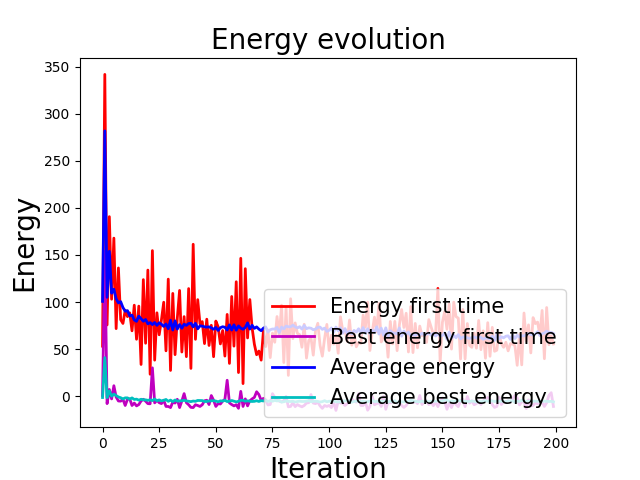 Energy evolution
Energy
350
300
250
200
150
100
50
0
Energy first time
Best energy first time
Average energy
Average best energy
0 25 50 75 100 125 150 175 200
Iteration